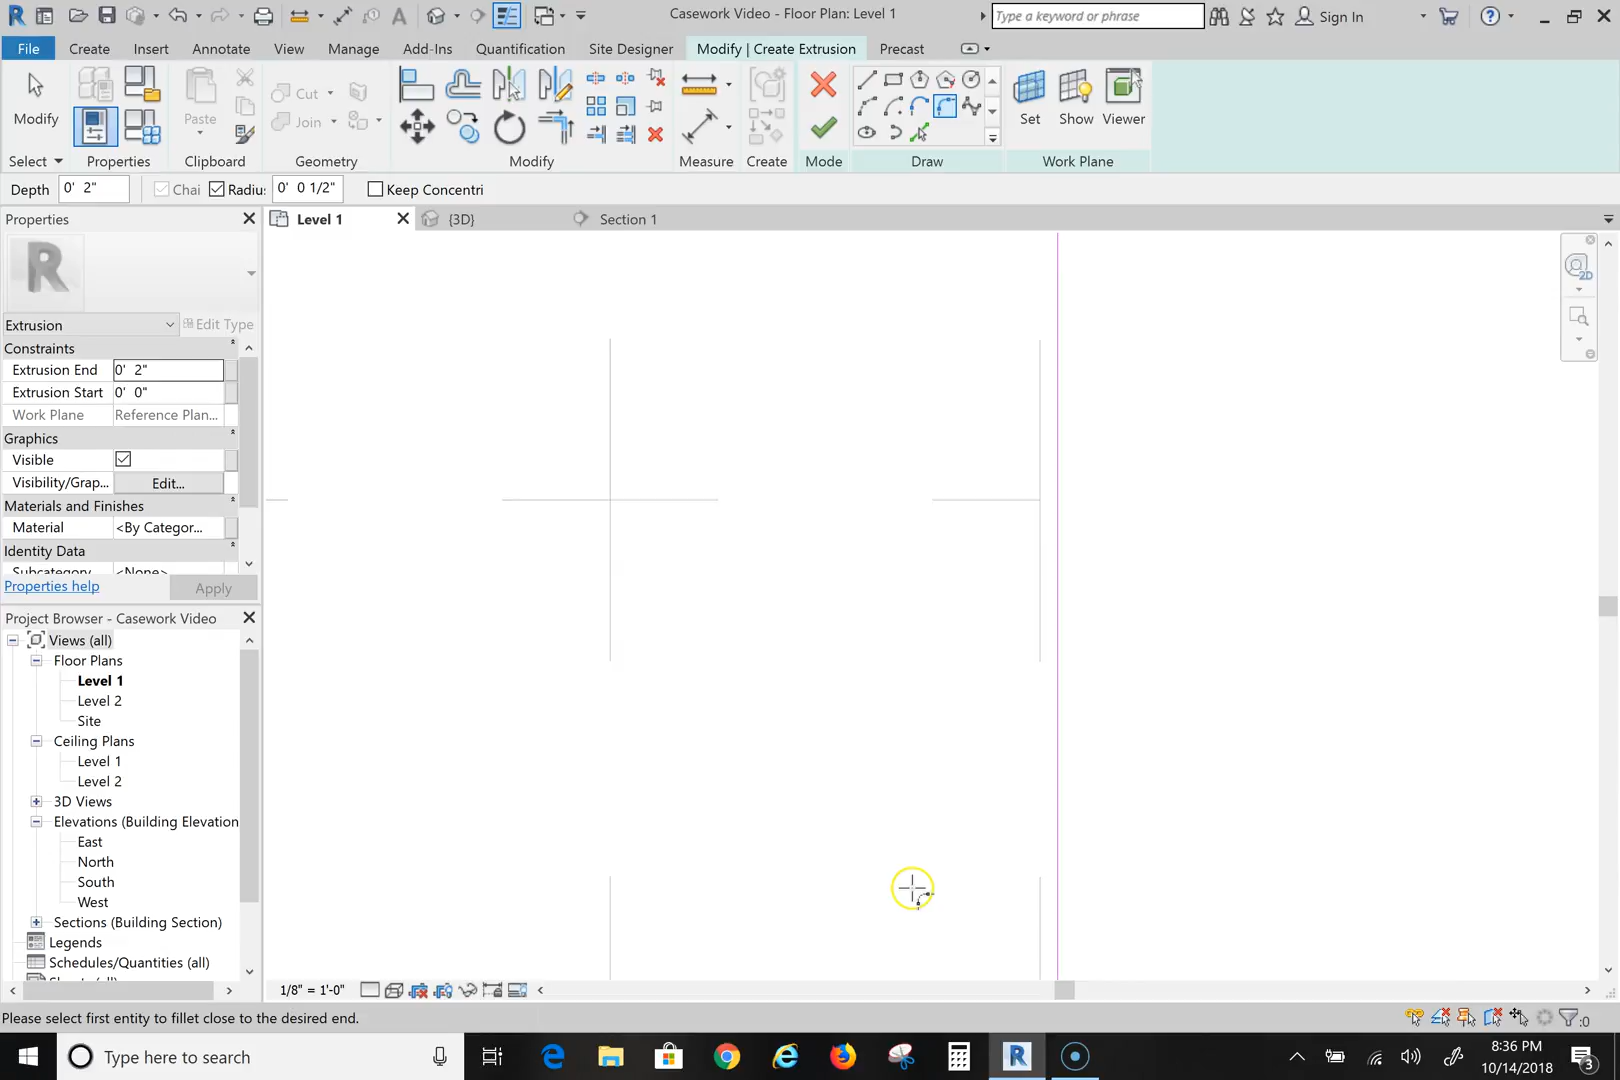 Casework Video - Floor Plan: Level 1
Type a keyword or phrase
Sign In
File
Create
Insert
Annotate
View
Manage
Add-Ins
Quantification
Site Designer
Modify | Create Extrusion
Precast
Modify
Paste
Cut
Join
Set
Show
Viewer
Select
Properties
Clipboard
Geometry
Modify
Measure
Create
Mode
Draw
Work Plane
Depth
0' 2"
Chai
Radiu:
0' 0 1/2"
Keep Concentri
Properties
Level 1
{3D}
Section 1
R
2D
Extrusion
Edit Type
Constraints
Extrusion End
0' 2"
Extrusion Start
0' 0"
Work Plane
Reference Plan...
Graphics
Visible
Visibility/Grap...
Edit...
Materials and Finishes
Material
<By Categor...
Identity Data
Subcategory
<None>
Properties help
Apply
Project Browser - Casework Video
Views (all)
Floor Plans
Level 1
Level 2
Site
Ceiling Plans
Level 1
Level 2
3D Views
Elevations (Building Elevation
East
North
South
West
Sections (Building Section)
Legends
Schedules/Quantities (all)
Sheets (all)
1/8" = 1'-0"
Please select first entity to fillet close to the desired end.
:0
Type here to search
8:36 PM
10/14/2018
3